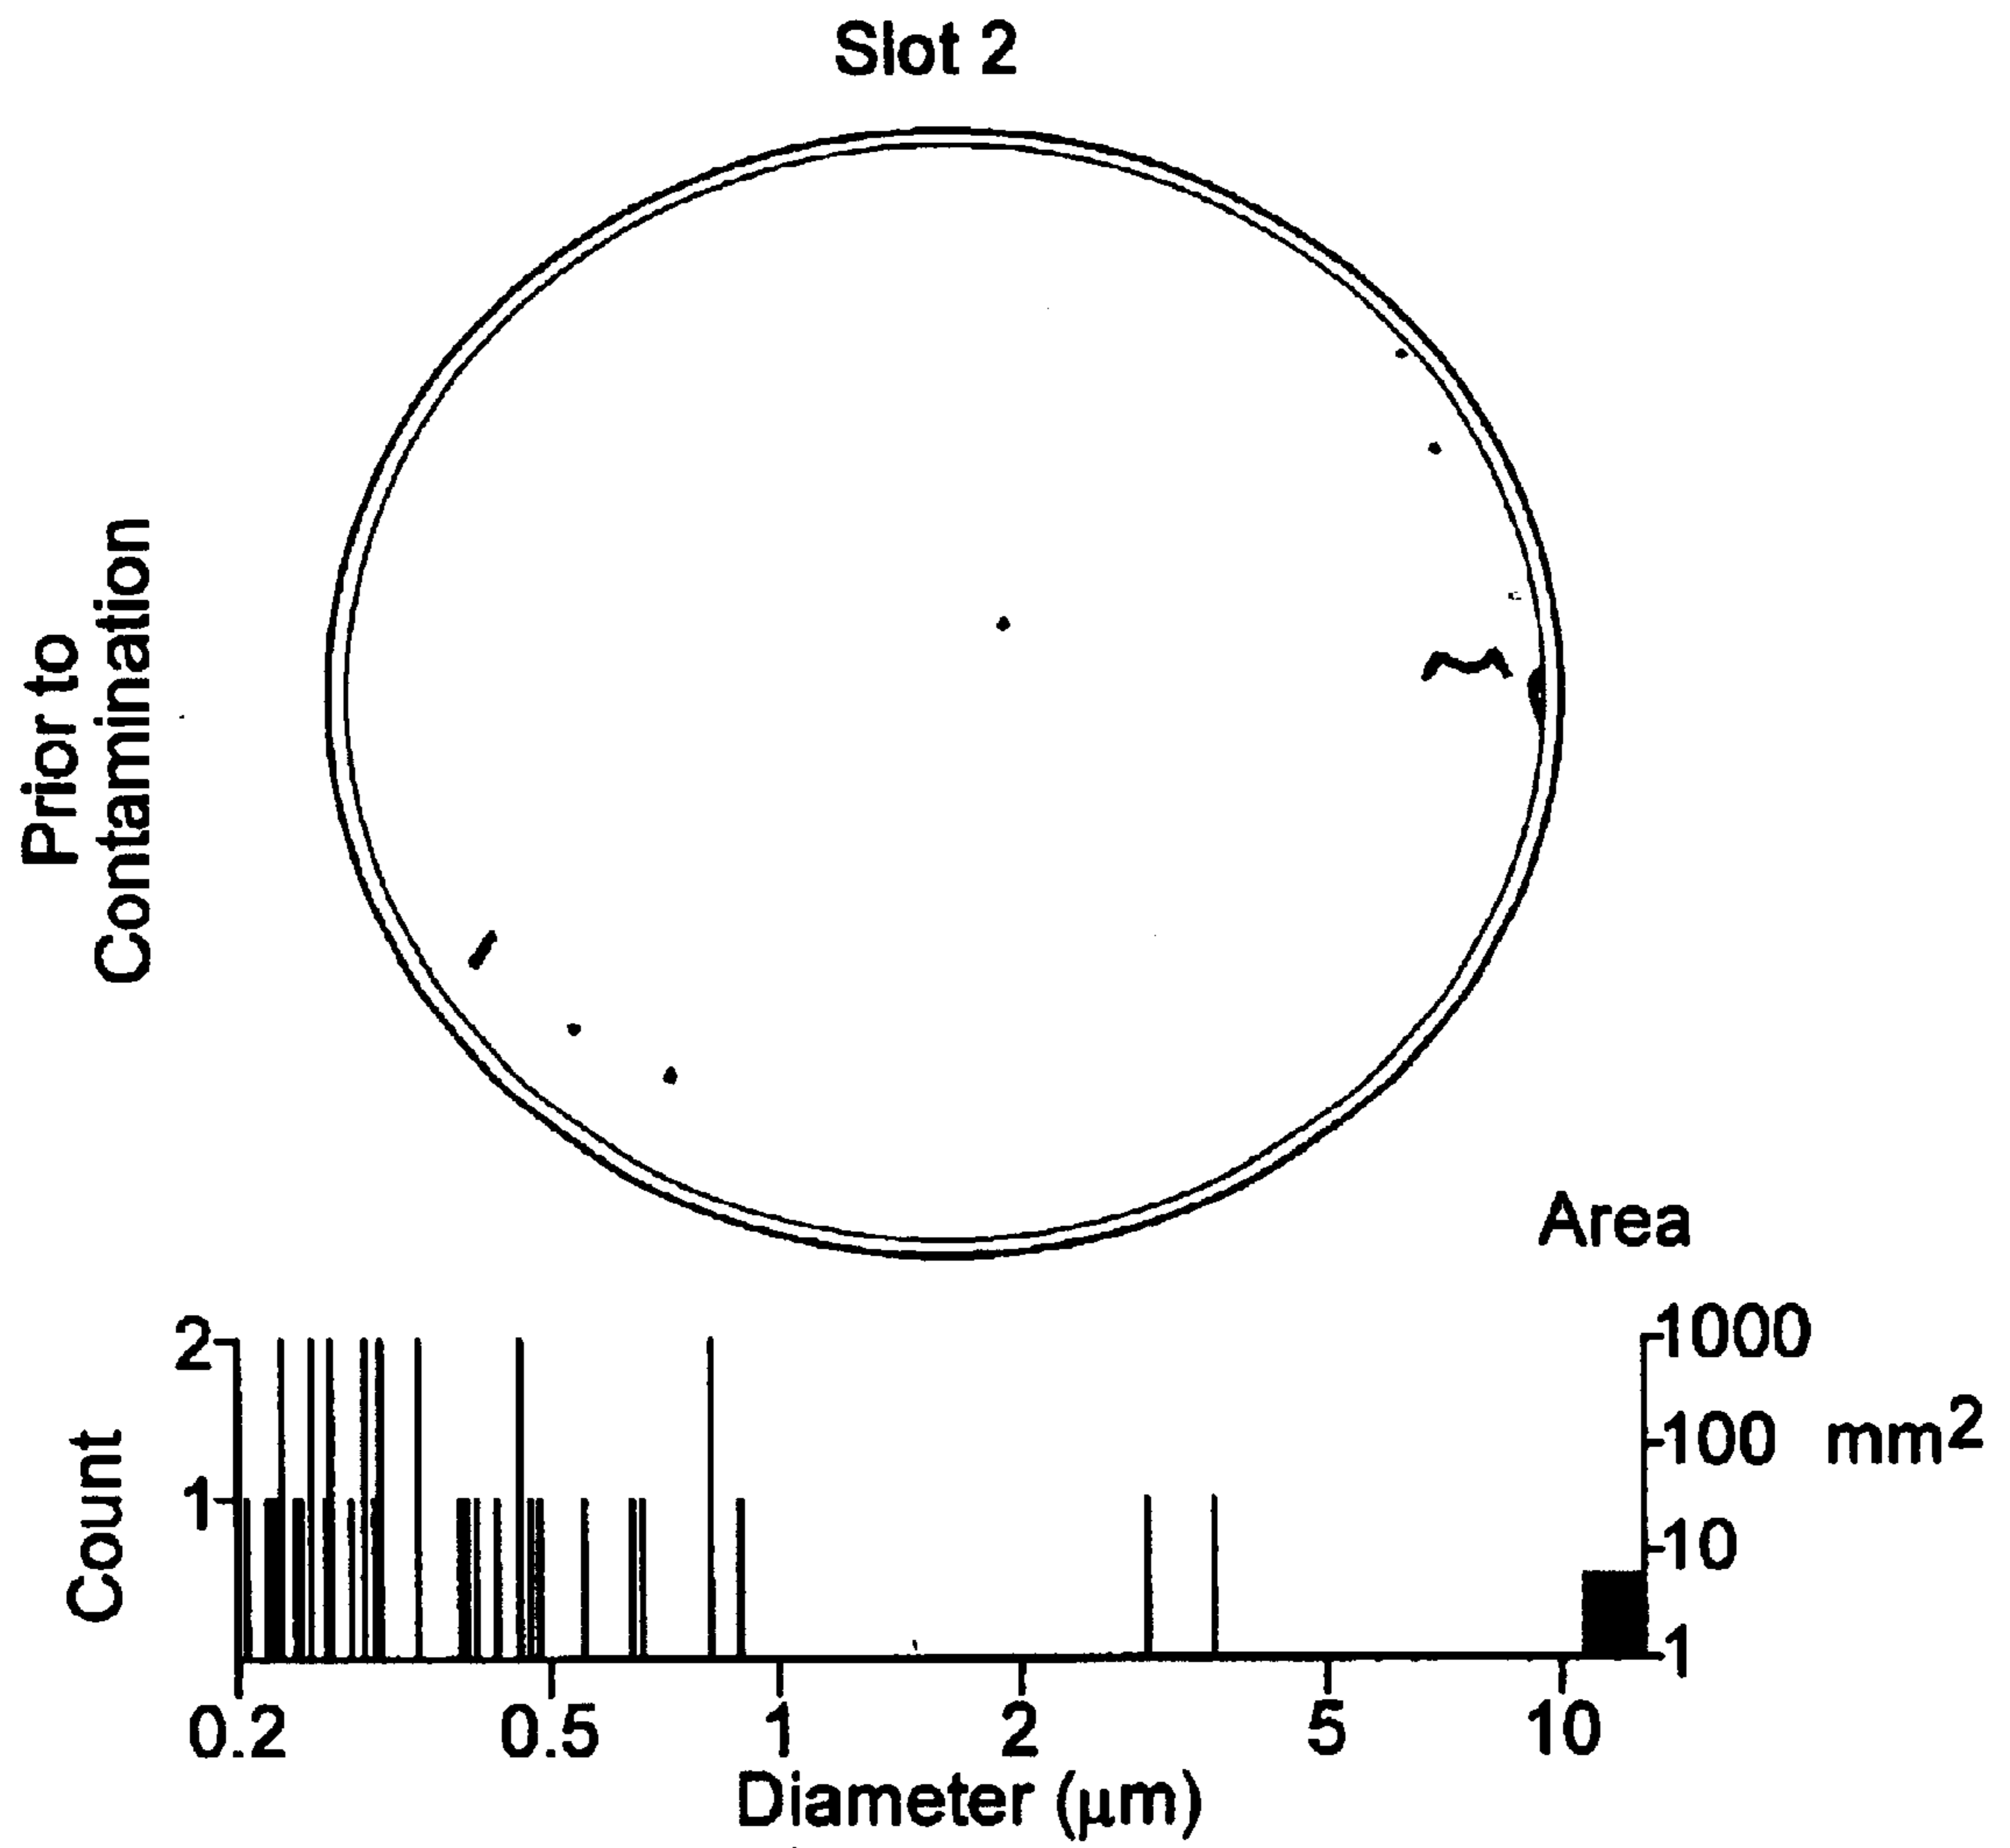 Slot 2
Prior to
Contamination
Area
2
1
Count
1000
100 mm2
10
1
0.2 0.5 1 2 5 10
Diameter (μm)